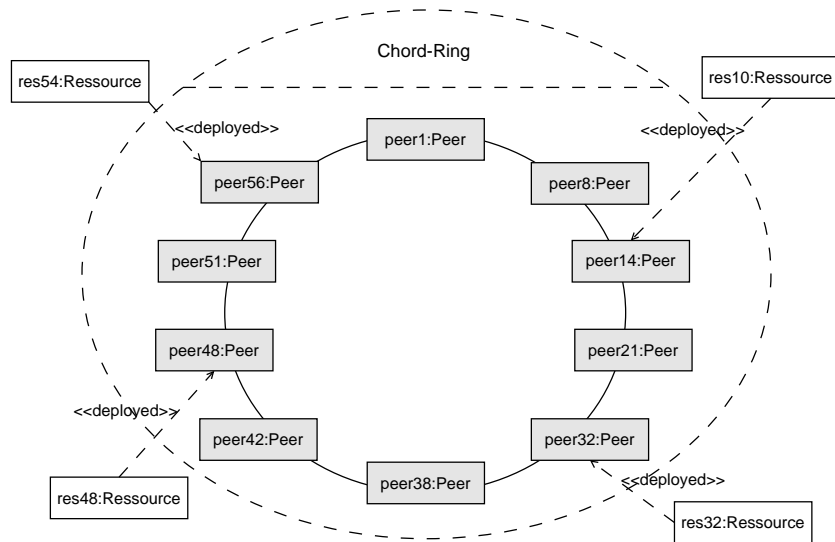 Chord-Ring
res54:Ressource
res10:Ressource
<<deployed>>
<<deployed>>
peer1:Peer
peer56:Peer
peer8:Peer
peer51:Peer
peer14:Peer
peer48:Peer
peer21:Peer
<<deployed>>
peer42:Peer
peer32:Peer
peer38:Peer
<<deployed>>
res48:Ressource
res32:Ressource